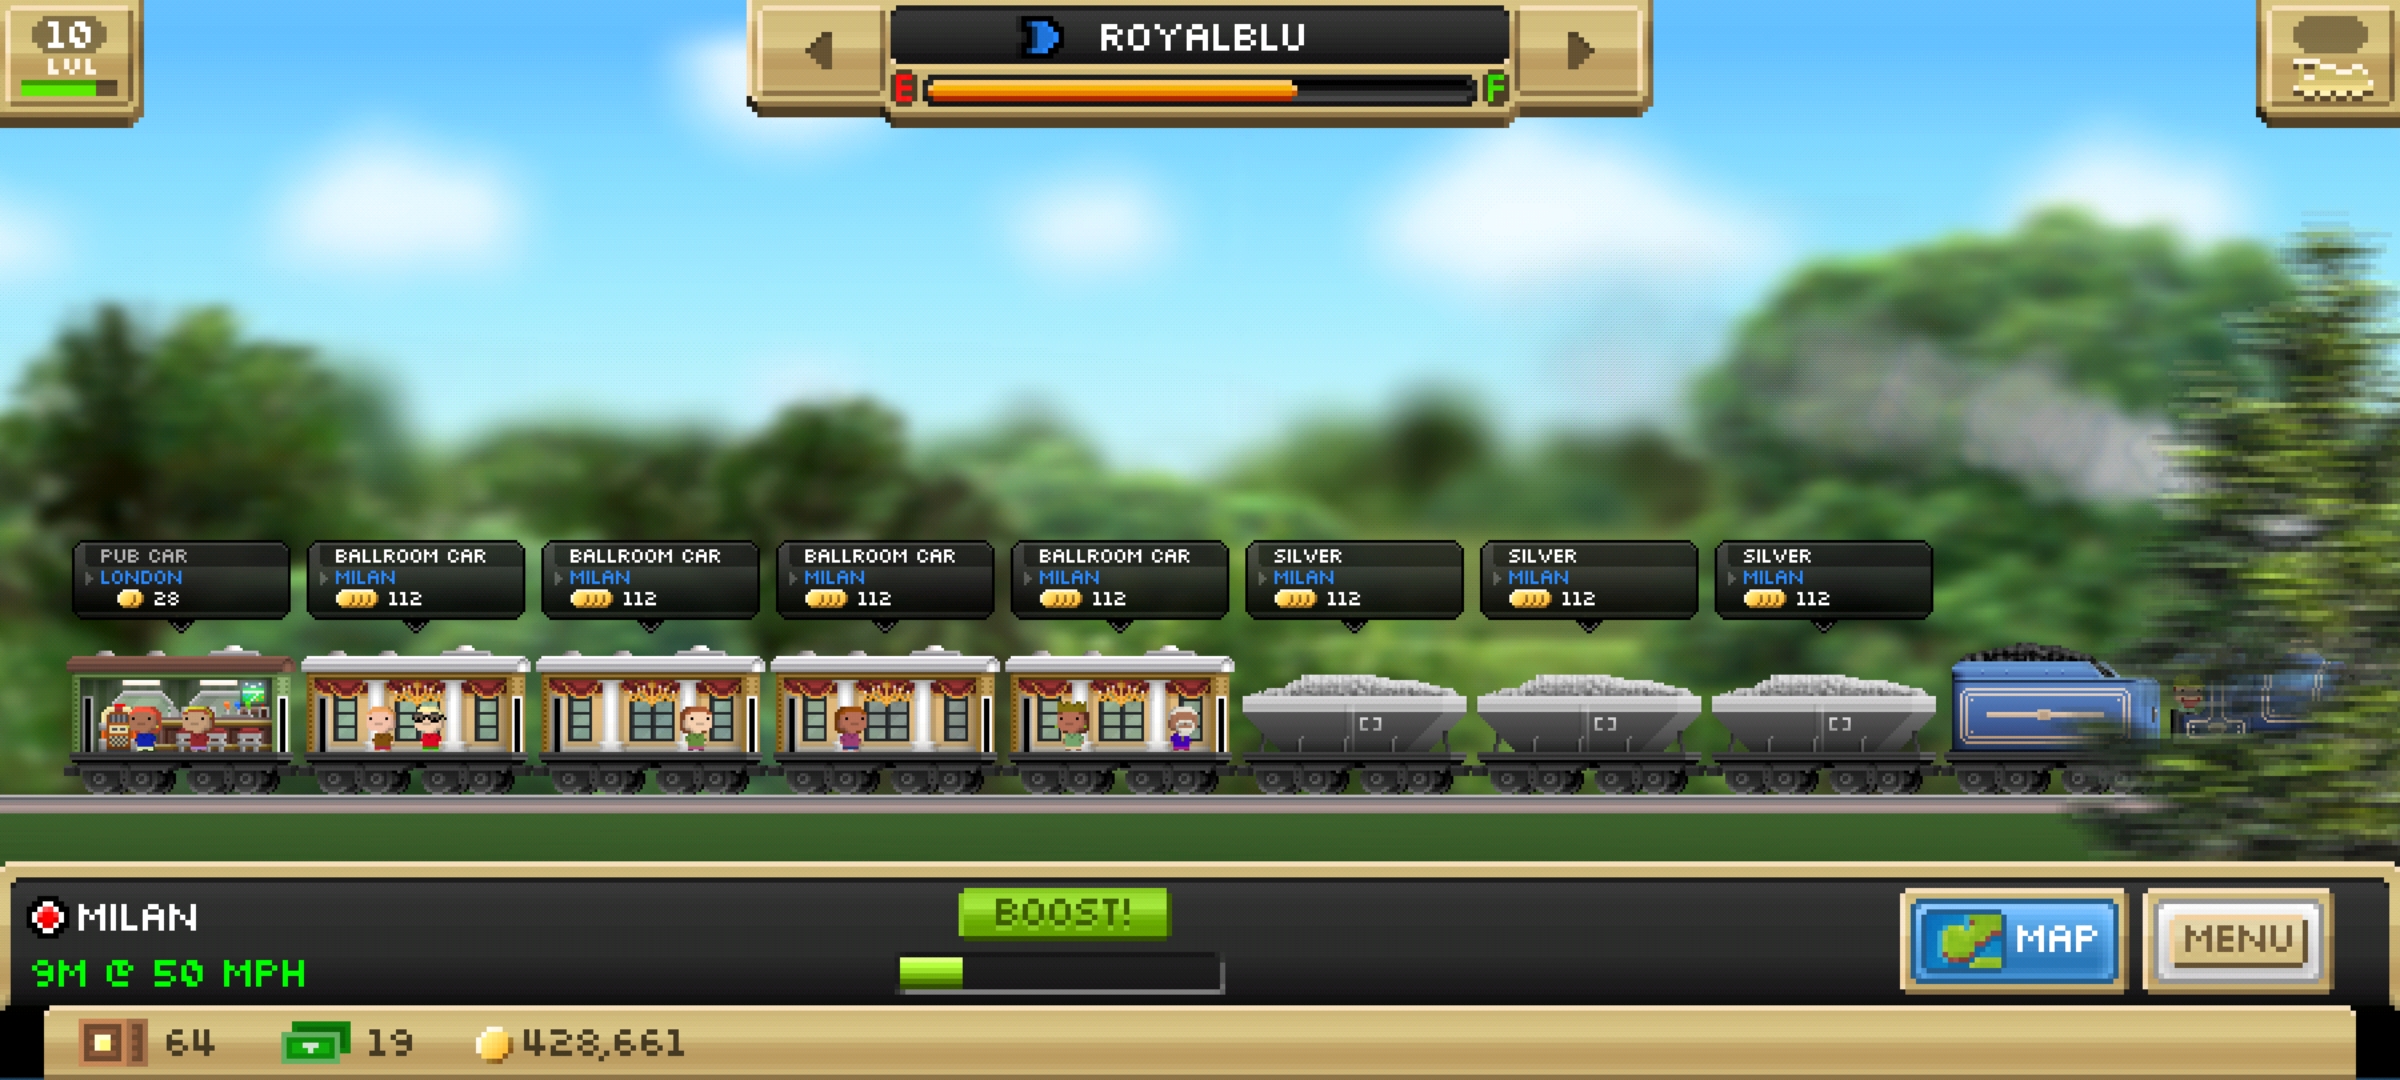 10
LVL
ROYALBLU
E
F
PUB CAR
LONDON
28
BALLROOM CAR
MILAN
112
BALLROOM CAR
MILAN
112
BALLROOM CAR
MILAN
112
BALLROOM CAR
MILAN
112
SILVER
MILAN
112
SILVER
MILAN
112
SILVER
MILAN
112
MILAN
9M @ 50 MPH
BOOST!
MAP
MENU
64
19
428,661